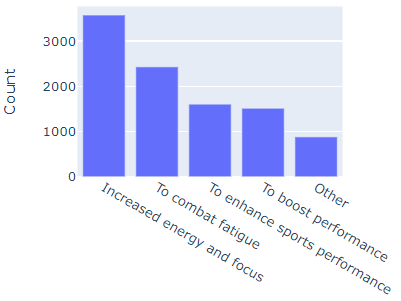 Count
3000
2000
1000
0
Increased energy and focus
To combat fatigue
To enhance sports performance
To boost performance
Other